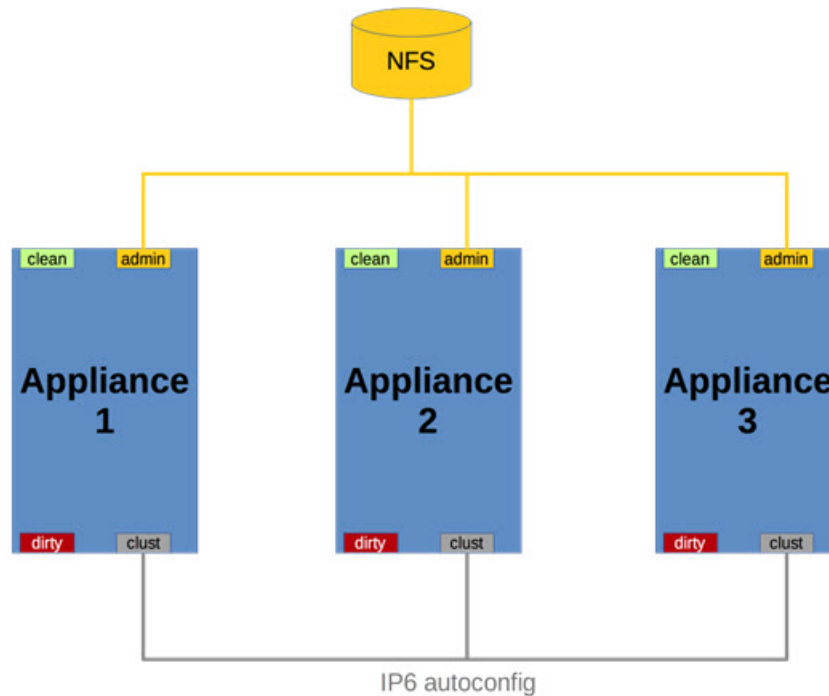 NFS
clean admin
clean admin
clean admin
Appliance
1
Appliance
2
Appliance
3
dirty clust
dirty clust
dirty clust
IP6 autoconfig